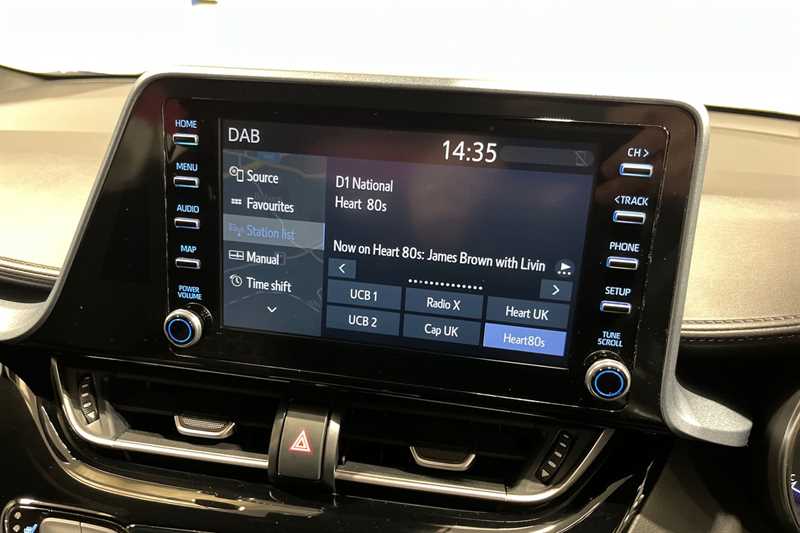 DAB
14:35
HOME
MENU
AUDIO
MAP
POWER
VOLUME
Source
Favourites
Station list
Manual
Time shift
D1 National
Heart 80s
Now on Heart 80s: James Brown with Livin
<
>
UCB 1
Radio X
Heart UK
UCB 2
Cap UK
Heart80s
CH >
< TRACK
PHONE
SETUP
TUNE
SCROLL